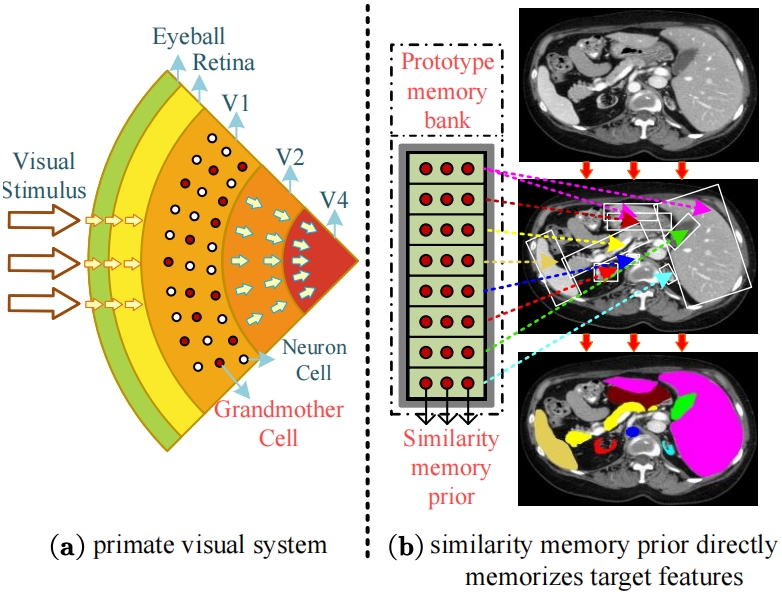 Eyeball
Retina
V1
V2
V4
Visual
Stimulus
Neuron
Cell
Grandmother
Cell
(a) primate visual system
Prototype
memory
bank
Similarity
memory
prior
(b) similarity memory prior directly
memorizes target features